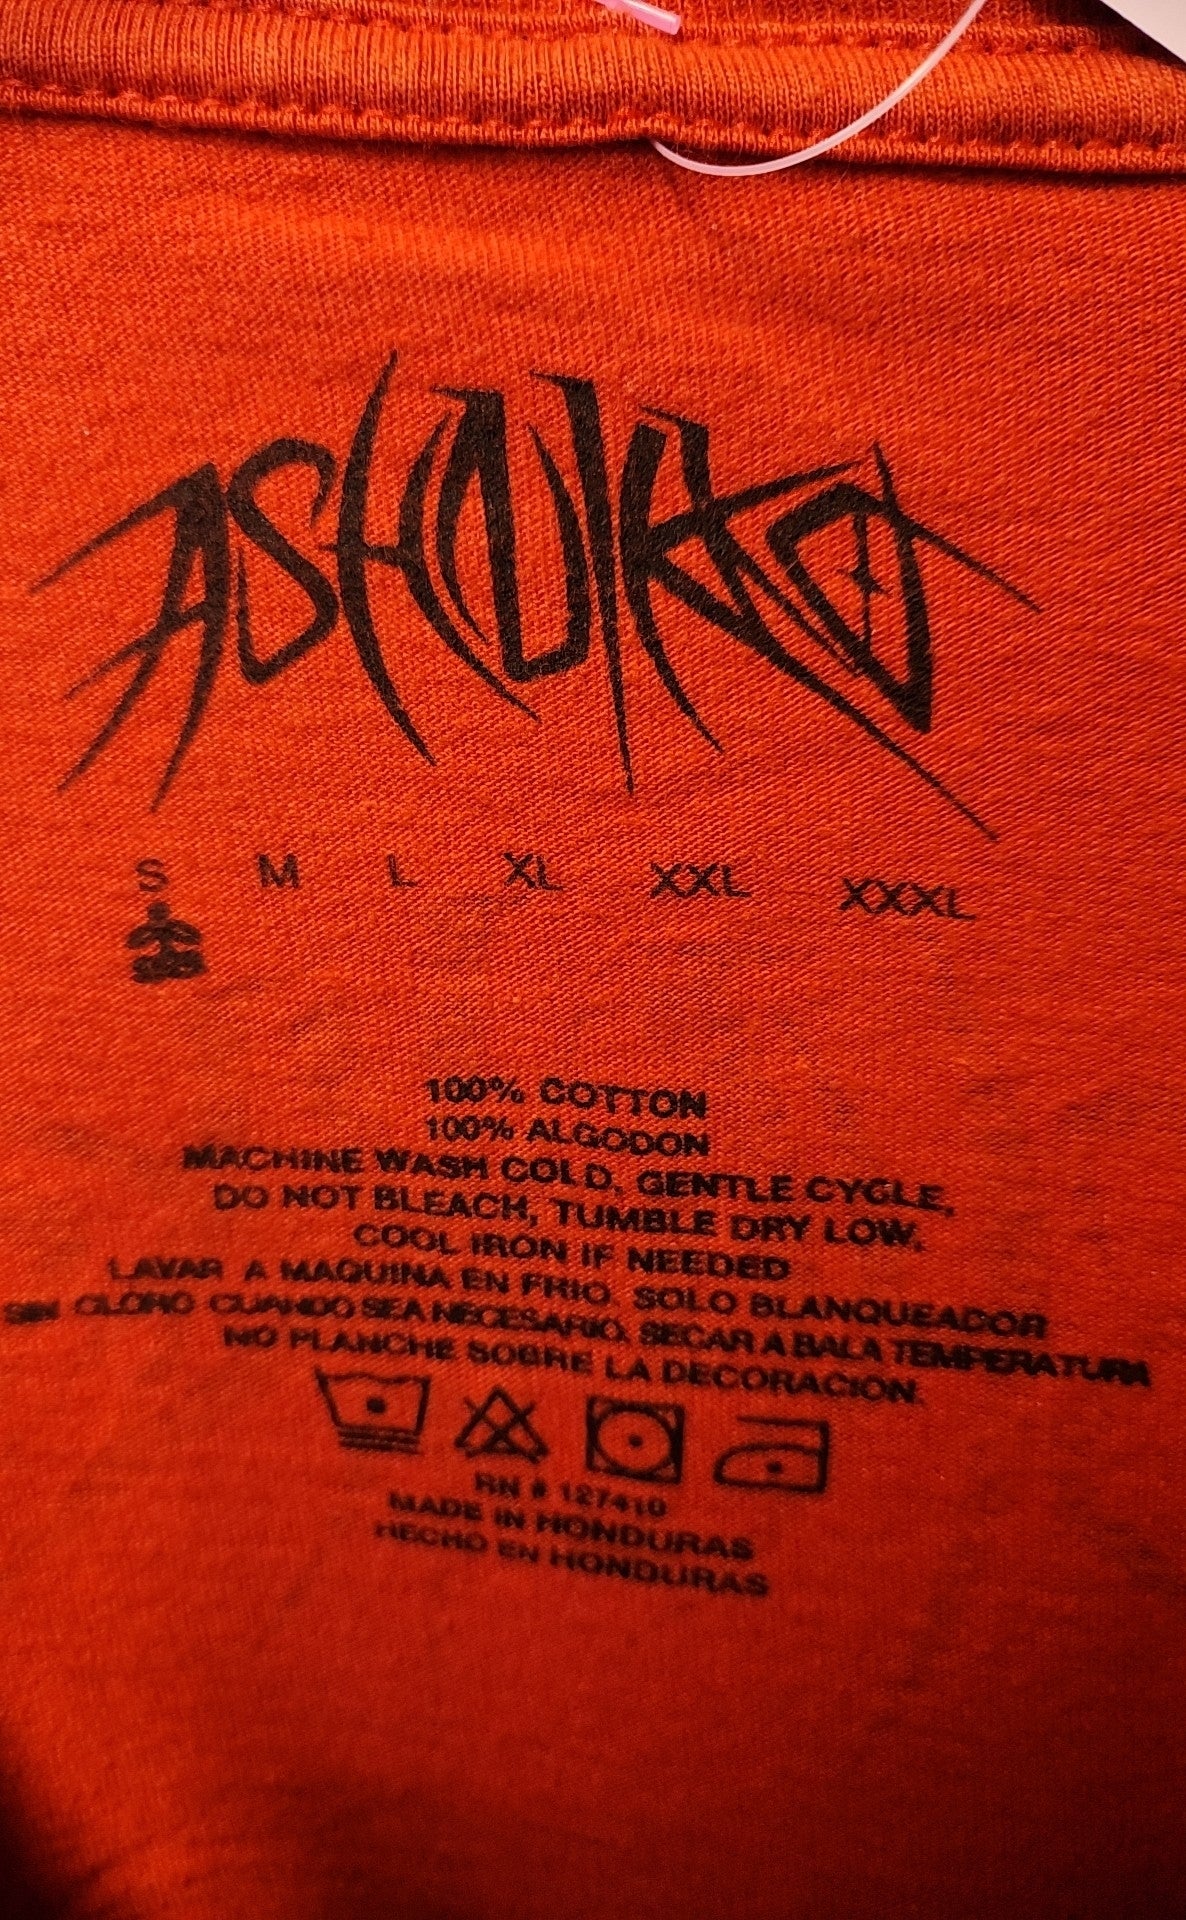 ASHNIKKO
S M L XL XXL XXXL
100% COTTON
100% ALGODON
MACHINE WASH COLD, GENTLE CYCLE,
DO NOT BLEACH, TUMBLE DRY LOW,
COOL IRON IF NEEDED
LAVAR A MAQUINA EN FRIO. SOLO BLANQUEADOR
SIN CLORO CUANDO SEA NECESARIO. SECAR A BALA TEMPERATURA
NO PLANCHE SOBRE LA DECORACION.
RN # 127410
MADE IN HONDURAS
HECHO EN HONDURAS